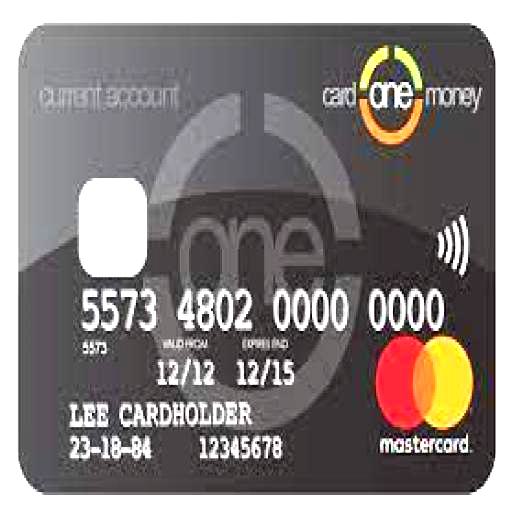 current account
card one money
one
5573 4802 0000 0000
5573 VALID FROM EXPIRES END
12/12 12/15
LEE CARDHOLDER
23-18-84 12345678
mastercard.